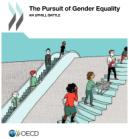 The Pursuit of Gender Equality
AN UPHILL BATTLE
OECD